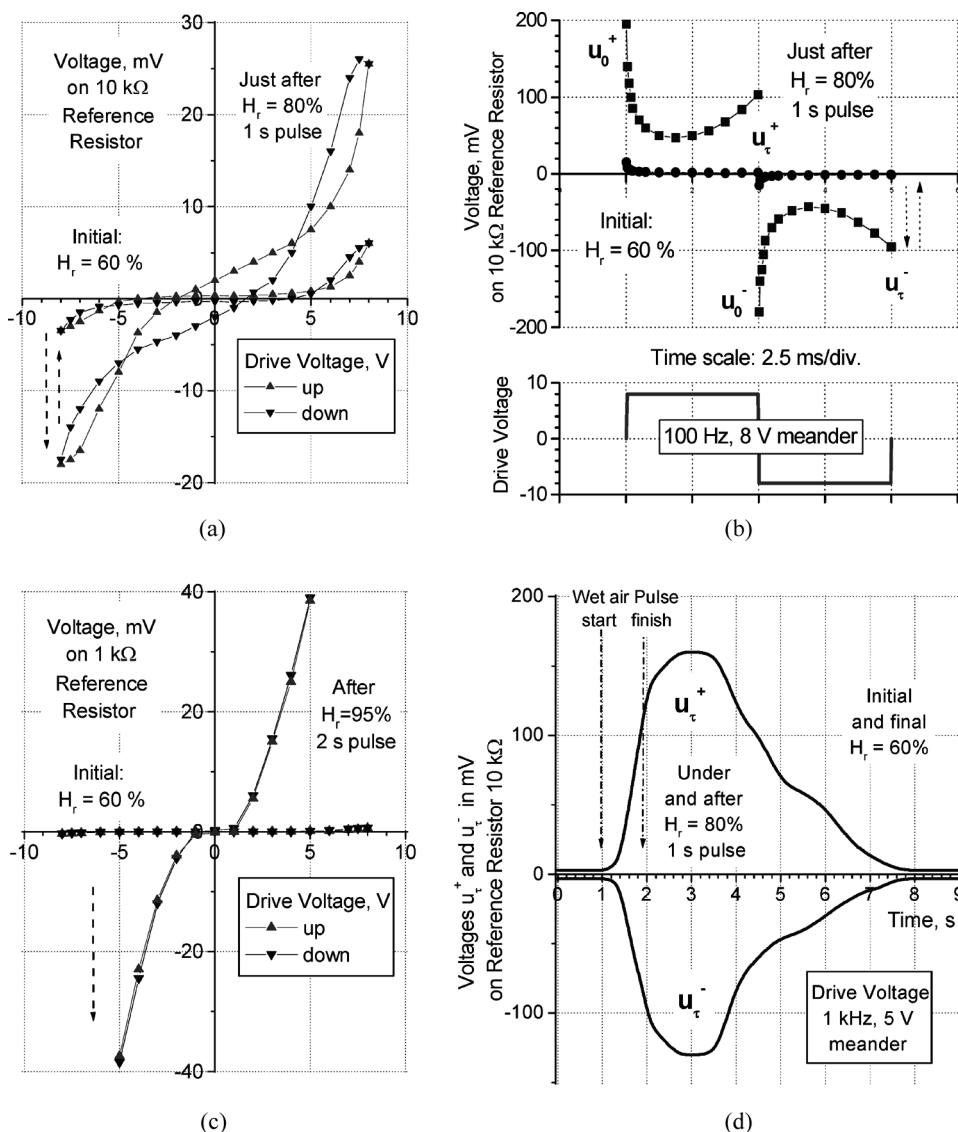 30
20
10
0
-10
-20
-10
-5
5
10
Voltage, mV
on 10 kΩ
Reference
Resistor
Just after
H_r = 80%
1 s pulse
Initial:
H_r = 60 %
Drive Voltage, V
up
down
(a)
200
100
0
-100
-200
Voltage, mV
on 10 kΩ Reference Resistor
u_0^+
Just after
H_r = 80%
1 s pulse
u_τ^+
Initial:
H_r = 60 %
u_0^-
u_τ^-
Time scale: 2.5 ms/div.
10
0
-10
Drive Voltage
100 Hz, 8 V meander
(b)
40
20
0
-20
-40
-10
-5
5
10
Voltage, mV
on 1 kΩ
Reference
Resistor
After
H_r=95%
2 s pulse
Initial:
H_r = 60 %
Drive Voltage, V
up
down
(c)
200
100
0
-100
Voltages u_τ^+ and u_τ^- in mV
on Reference Resistor 10 kΩ
Wet air Pulse
start finish
u_τ^+
Initial
and final
H_r = 60%
Under
and after
H_r = 80%
1 s pulse
0 1 2 3 4 5 6 7 8 9
Time, s
u_τ^-
Drive Voltage
1 kHz, 5 V
meander
(d)